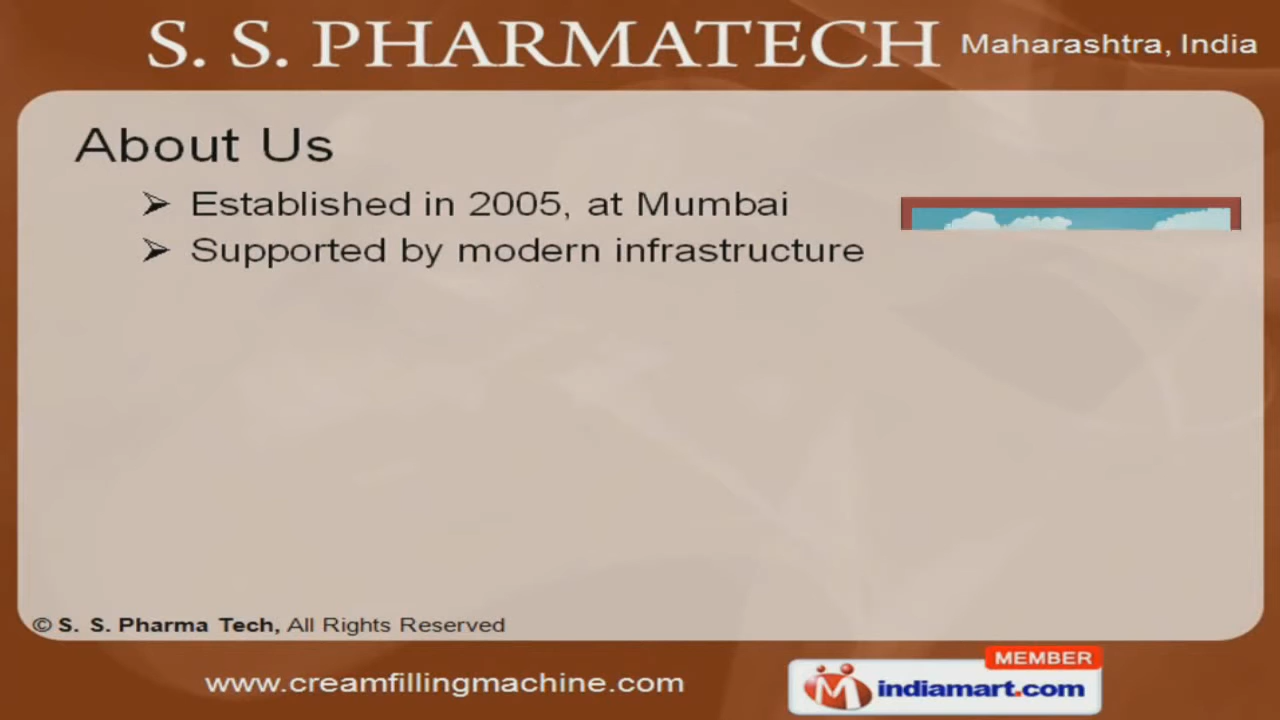 S. S. PHARMATECH Maharashtra, India
About Us
➢ Established in 2005, at Mumbai
➢ Supported by modern infrastructure
© S. S. Pharma Tech, All Rights Reserved
www.creamfillingmachine.com
MEMBER
indiamart.com